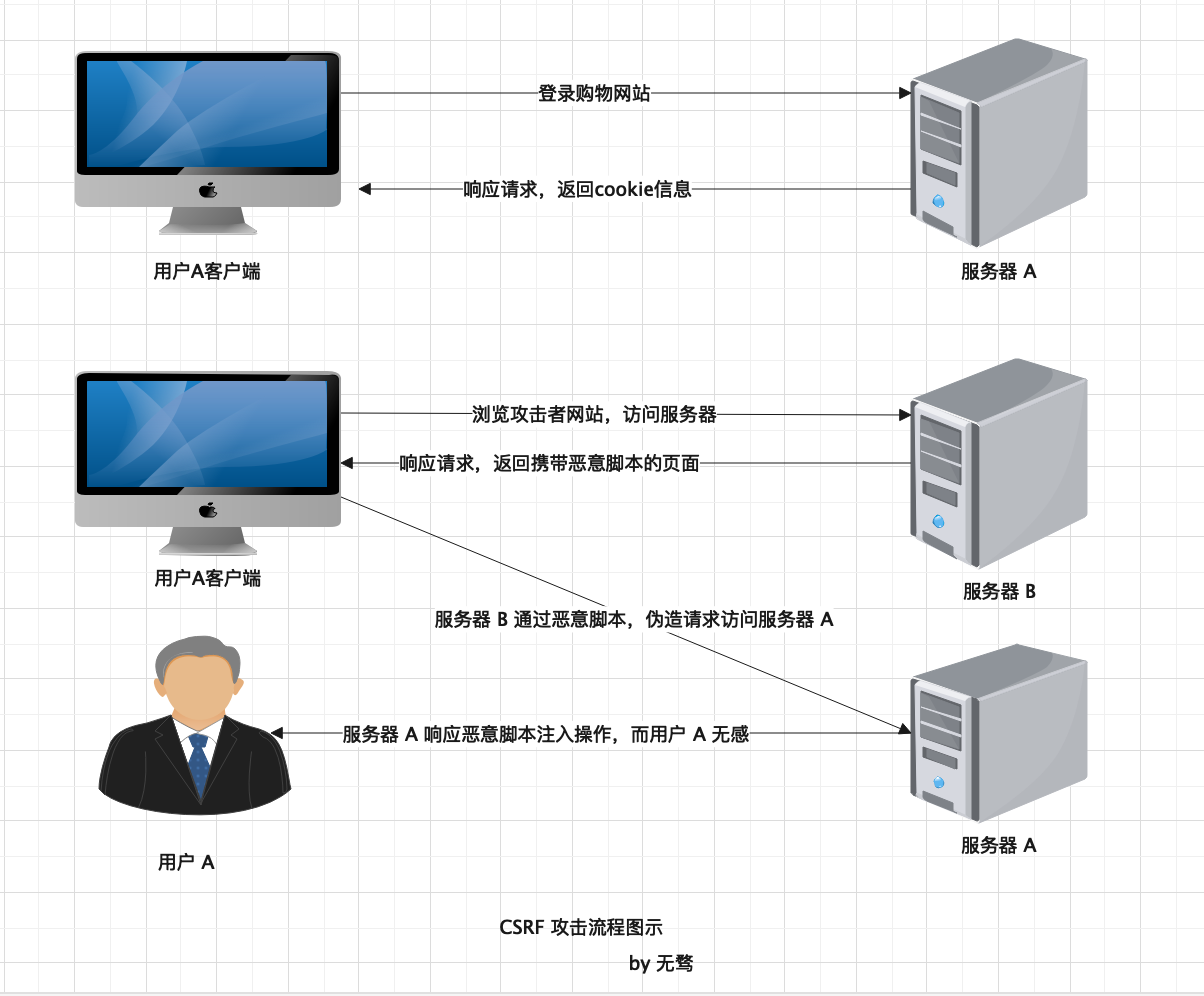 登录购物网站
响应请求，返回cookie信息
用户A客户端
服务器 A
浏览攻击者网站，访问服务器
响应请求，返回携带恶意脚本的页面
用户A客户端
服务器 B
服务器 B 通过恶意脚本，伪造请求访问服务器 A
服务器 A 响应恶意脚本注入操作，而用户 A 无感
服务器 A
用户 A
CSRF 攻击流程图示
by 无骛